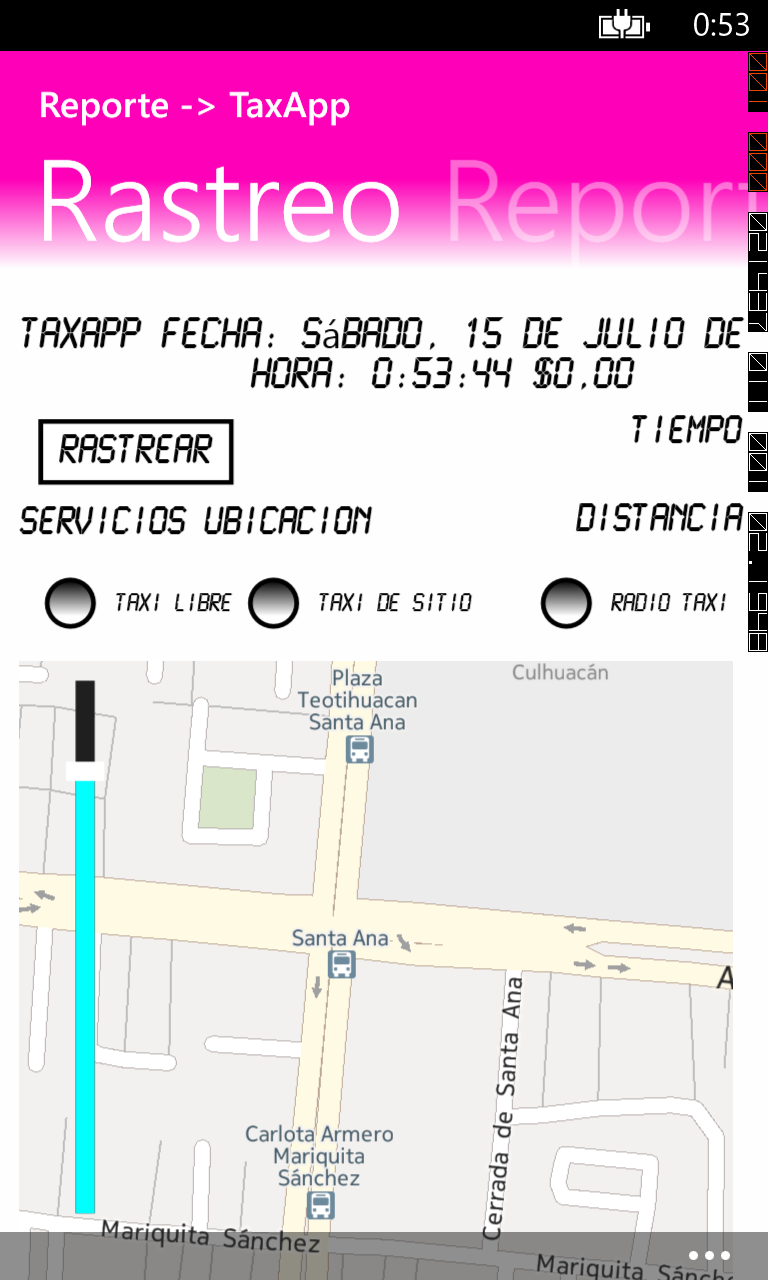 0:53
Reporte -> TaxApp
Rastreo Report
TAXAPP FECHA: SáBADO, 15 DE JULIO DE
HORA: 0:53:44 $0,00
TIEMPO
RASTREAR
SERVICIOS UBICACION
DISTANCIA
TAXI LIBRE
TAXI DE SITIO
RADIO TAXI
Culhuacán
Plaza
Teotihuacan
Santa Ana
Santa Ana
A
Cerrada de Santa Ana
Carlota Armero
Mariquita
Sánchez
Mariquita Sánchez
Mariquita Sánchez